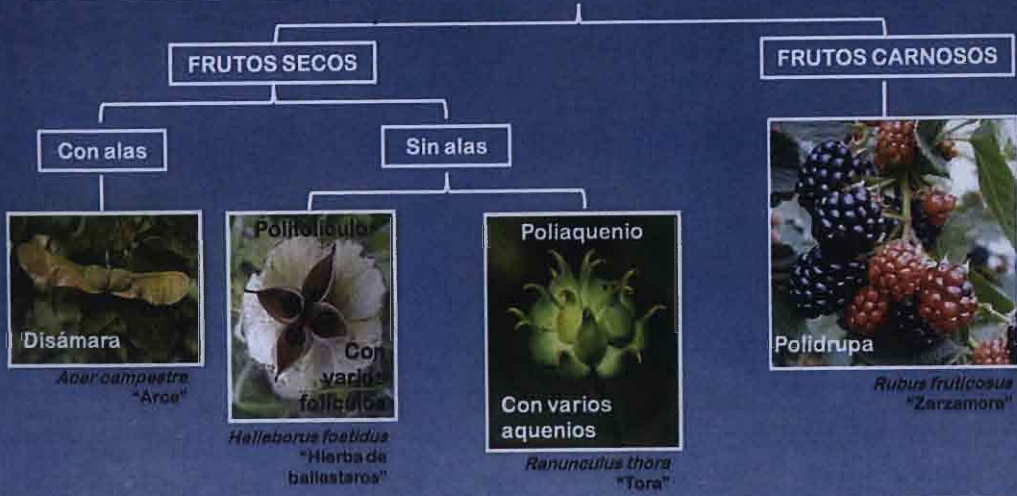 FRUTOS SECOS
FRUTOS CARNOSOS
Con alas
Sin alas
Disámara
Acer campestre
"Arce"
Polifolículo
Con
varios
folículos
Helleborus foetidus
"Hierba de
ballesteros"
Poliaquenio
Con varios
aquenios
Ranunculus thora
"Tora"
Polidrupa
Rubus fruticosus
"Zarzamora"